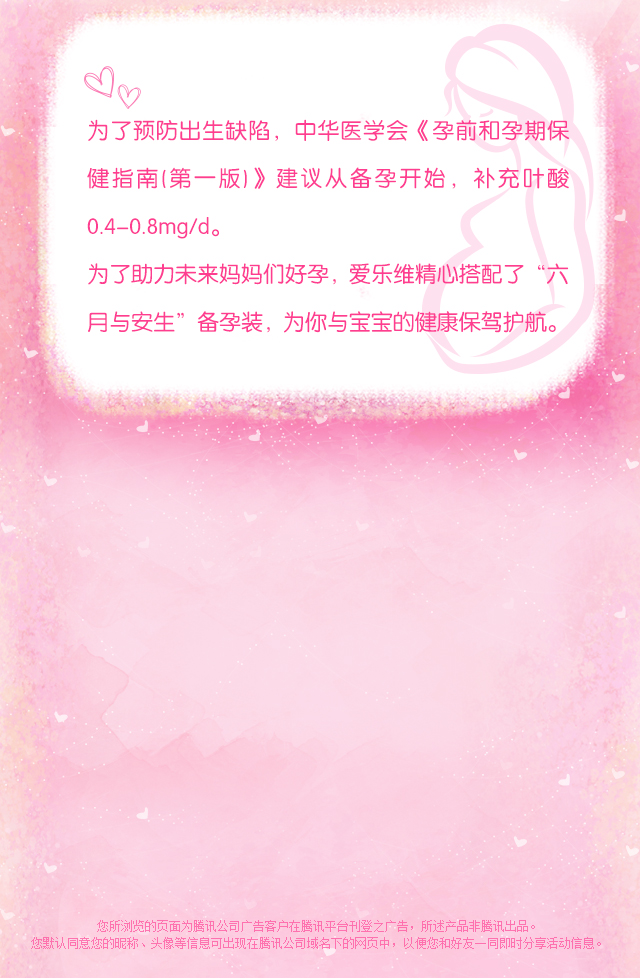 为了预防出生缺陷，中华医学会《孕前和孕期保
健指南(第一版)》建议从备孕开始，补充叶酸
0.4-0.8mg/d。
为了助力未来妈妈们好孕，爱乐维精心搭配了“六
月与安生”备孕装，为你与宝宝的健康保驾护航。
您所浏览的页面为腾讯公司广告客户在腾讯平台刊登之广告，所述产品非腾讯出品。
您默认同意您的昵称、头像等信息可出现在腾讯公司域名下的网页中，以便您和好友一同即时分享活动信息。